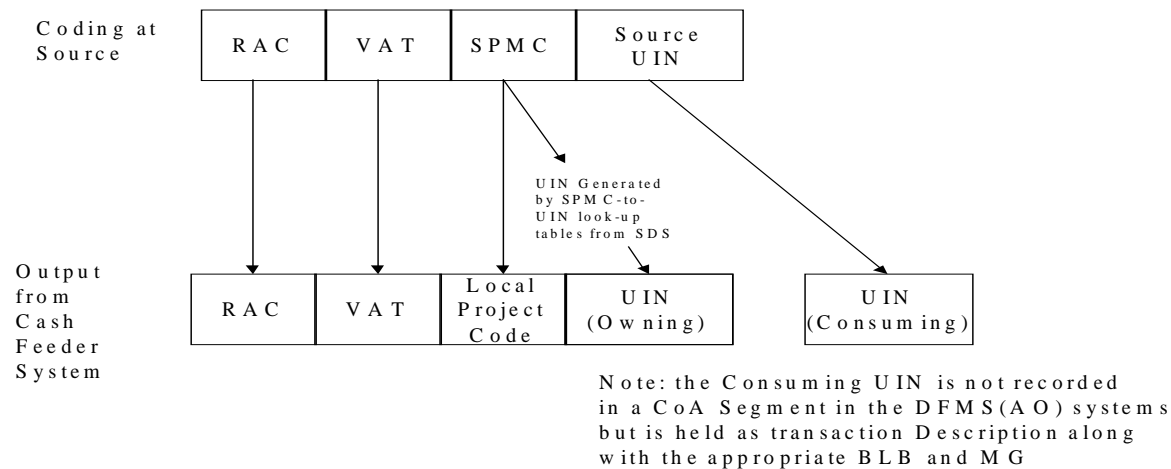 Coding at
Source
RAC
VAT
SPMC
Source
UIN
UIN Generated
by SPMC-to-
UIN look-up
tables from SDS
Output
from
Cash
Feeder
System
RAC
VAT
Local
Project
Code
UIN
(Owning)
UIN
(Consuming)
Note: the Consuming UIN is not recorded
in a CoA Segment in the DFMS(AO) systems
but is held as transaction Description along
with the appropriate BLB and MG